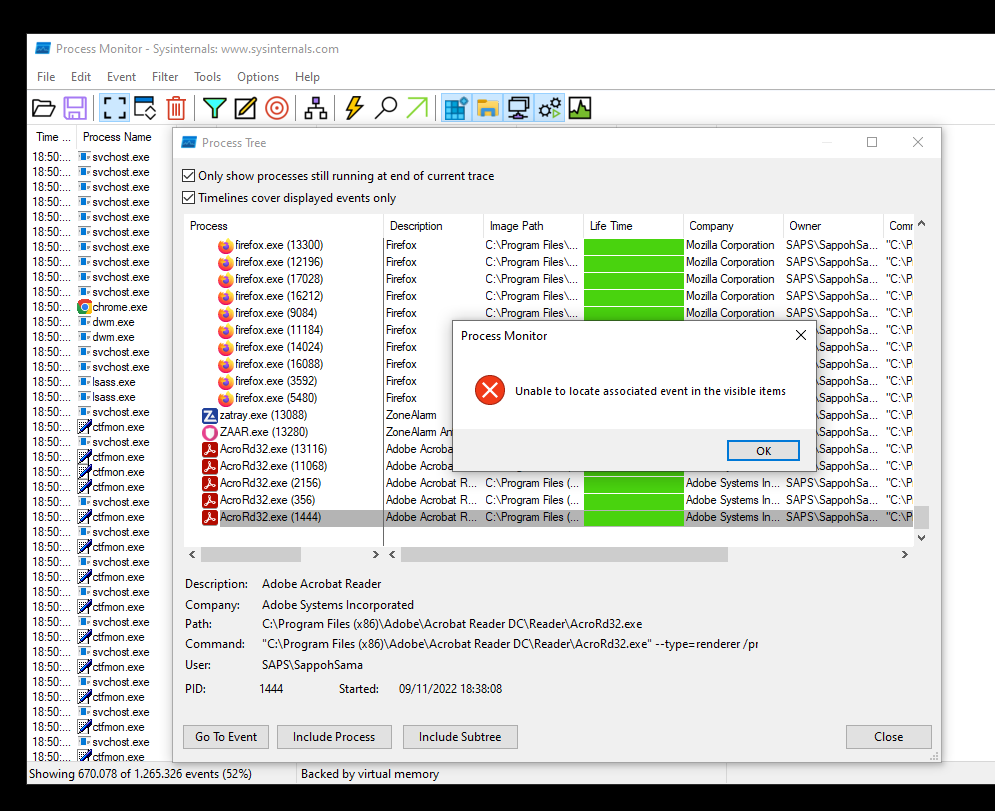 Process Monitor - Sysinternals: www.sysinternals.com
File Edit Event Filter Tools Options Help
Time ... Process Name
18:50:... svchost.exe
18:50:... svchost.exe
18:50:... svchost.exe
18:50:... svchost.exe
18:50:... svchost.exe
18:50:... svchost.exe
18:50:... svchost.exe
18:50:... svchost.exe
18:50:... svchost.exe
18:50:... svchost.exe
18:50:... chrome.exe
18:50:... dwm.exe
18:50:... dwm.exe
18:50:... svchost.exe
18:50:... svchost.exe
18:50:... lsass.exe
18:50:... lsass.exe
18:50:... svchost.exe
18:50:... ctfmon.exe
18:50:... svchost.exe
18:50:... ctfmon.exe
18:50:... ctfmon.exe
18:50:... ctfmon.exe
18:50:... svchost.exe
18:50:... ctfmon.exe
18:50:... svchost.exe
18:50:... ctfmon.exe
18:50:... svchost.exe
18:50:... ctfmon.exe
18:50:... svchost.exe
18:50:... ctfmon.exe
18:50:... svchost.exe
18:50:... ctfmon.exe
18:50:... svchost.exe
18:50:... ctfmon.exe
18:50:... svchost.exe
18:50:... ctfmon.exe
18:50:... svchost.exe
18:50:... ctfmon.exe
18:50:... svchost.exe
18:50:... ctfmon.exe
Process Tree
Only show processes still running at end of current trace
Timelines cover displayed events only
Process Description Image Path Life Time Company Owner
firefox.exe (13300) Firefox C:\Program Files\... Mozilla Corporation SAPS\SappohSa... "C:\P
firefox.exe (12196) Firefox C:\Program Files\... Mozilla Corporation SAPS\SappohSa... "C:\P
firefox.exe (17028) Firefox C:\Program Files\... Mozilla Corporation SAPS\SappohSa... "C:\P
firefox.exe (16212) Firefox C:\Program Files\... Mozilla Corporation SAPS\SappohSa... "C:\P
firefox.exe (9084) Firefox C:\Program Files\... Mozilla Corporation SAPS\SappohSa... "C:\P
firefox.exe (11184) Firefox "C:\P
firefox.exe (14024) Firefox "C:\P
firefox.exe (16088) Firefox "C:\P
firefox.exe (3592) Firefox "C:\P
firefox.exe (5480) Firefox "C:\P
zatray.exe (13088) ZoneAlarm "C:\P
ZAAR.exe (13280) ZoneAlarm "C:\P
AcroRd32.exe (13116) Adobe "C:\P
AcroRd32.exe (11068) Adobe "C:\P
AcroRd32.exe (2156) Adobe Acrobat R... C:\Program Files (... Adobe Systems In... SAPS\SappohSa... "C:\P
AcroRd32.exe (356) Adobe Acrobat R... C:\Program Files (... Adobe Systems In... SAPS\SappohSa... "C:\P
AcroRd32.exe (1444) Adobe Acrobat R... C:\Program Files (... Adobe Systems In... SAPS\SappohSa... "C:\P
Process Monitor
Unable to locate associated event in the visible items
OK
Description: Adobe Acrobat Reader
Company: Adobe Systems Incorporated
Path: C:\Program Files (x86)\Adobe\Acrobat Reader DC\Reader\AcroRd32.exe
Command: "C:\Program Files (x86)\Adobe\Acrobat Reader DC\Reader\AcroRd32.exe" --type=renderer /pr
User: SAPS\SappohSama
PID: 1444 Started: 09/11/2022 18:38:08
Go To Event Include Process Include Subtree Close
Showing 670.078 of 1.265.326 events (52%) Backed by virtual memory